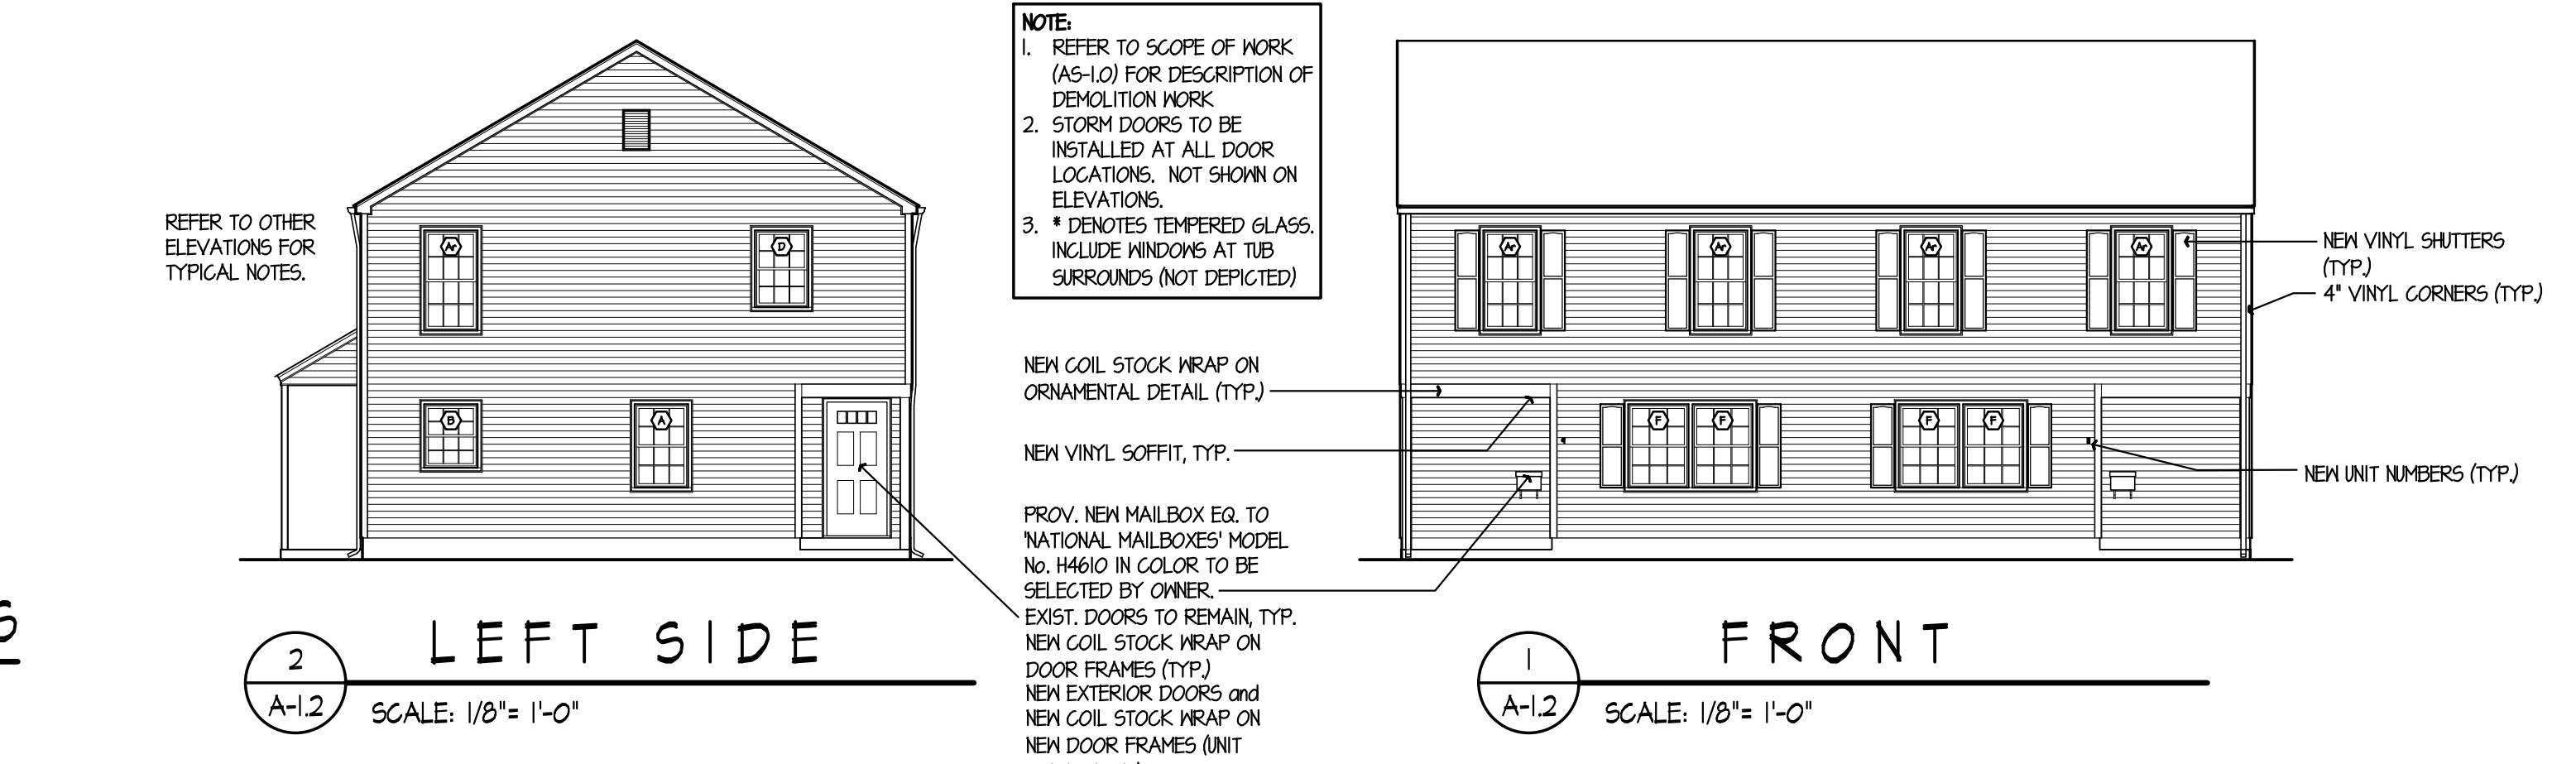 NOTE:
1. REFER TO SCOPE OF WORK
(AS-1.0) FOR DESCRIPTION OF
DEMOLITION WORK
2. STORM DOORS TO BE
INSTALLED AT ALL DOOR
LOCATIONS. NOT SHOWN ON
ELEVATIONS.
3. * DENOTES TEMPERED GLASS.
INCLUDE WINDOWS AT TUB
SURROUNDS (NOT DEPICTED)
REFER TO OTHER
ELEVATIONS FOR
TYPICAL NOTES.
Ar
D
B
A
NEW COIL STOCK WRAP ON
ORNAMENTAL DETAIL (TYP.)
NEW VINYL SOFFIT, TYP.
PROV. NEW MAILBOX EQ. TO
'NATIONAL MAILBOXES' MODEL
No. H4610 IN COLOR TO BE
SELECTED BY OWNER.
EXIST. DOORS TO REMAIN, TYP.
NEW COIL STOCK WRAP ON
DOOR FRAMES (TYP.)
NEW EXTERIOR DOORS and
NEW COIL STOCK WRAP ON
NEW DOOR FRAMES (UNIT
Ar Ar Ar Ar
F F F F
NEW VINYL SHUTTERS
(TYP.)
4" VINYL CORNERS (TYP.)
NEW UNIT NUMBERS (TYP.)
S
2
A-1.2
LEFT SIDE
SCALE: 1/8"= 1'-0"
1
A-1.2
FRONT
SCALE: 1/8"= 1'-0"